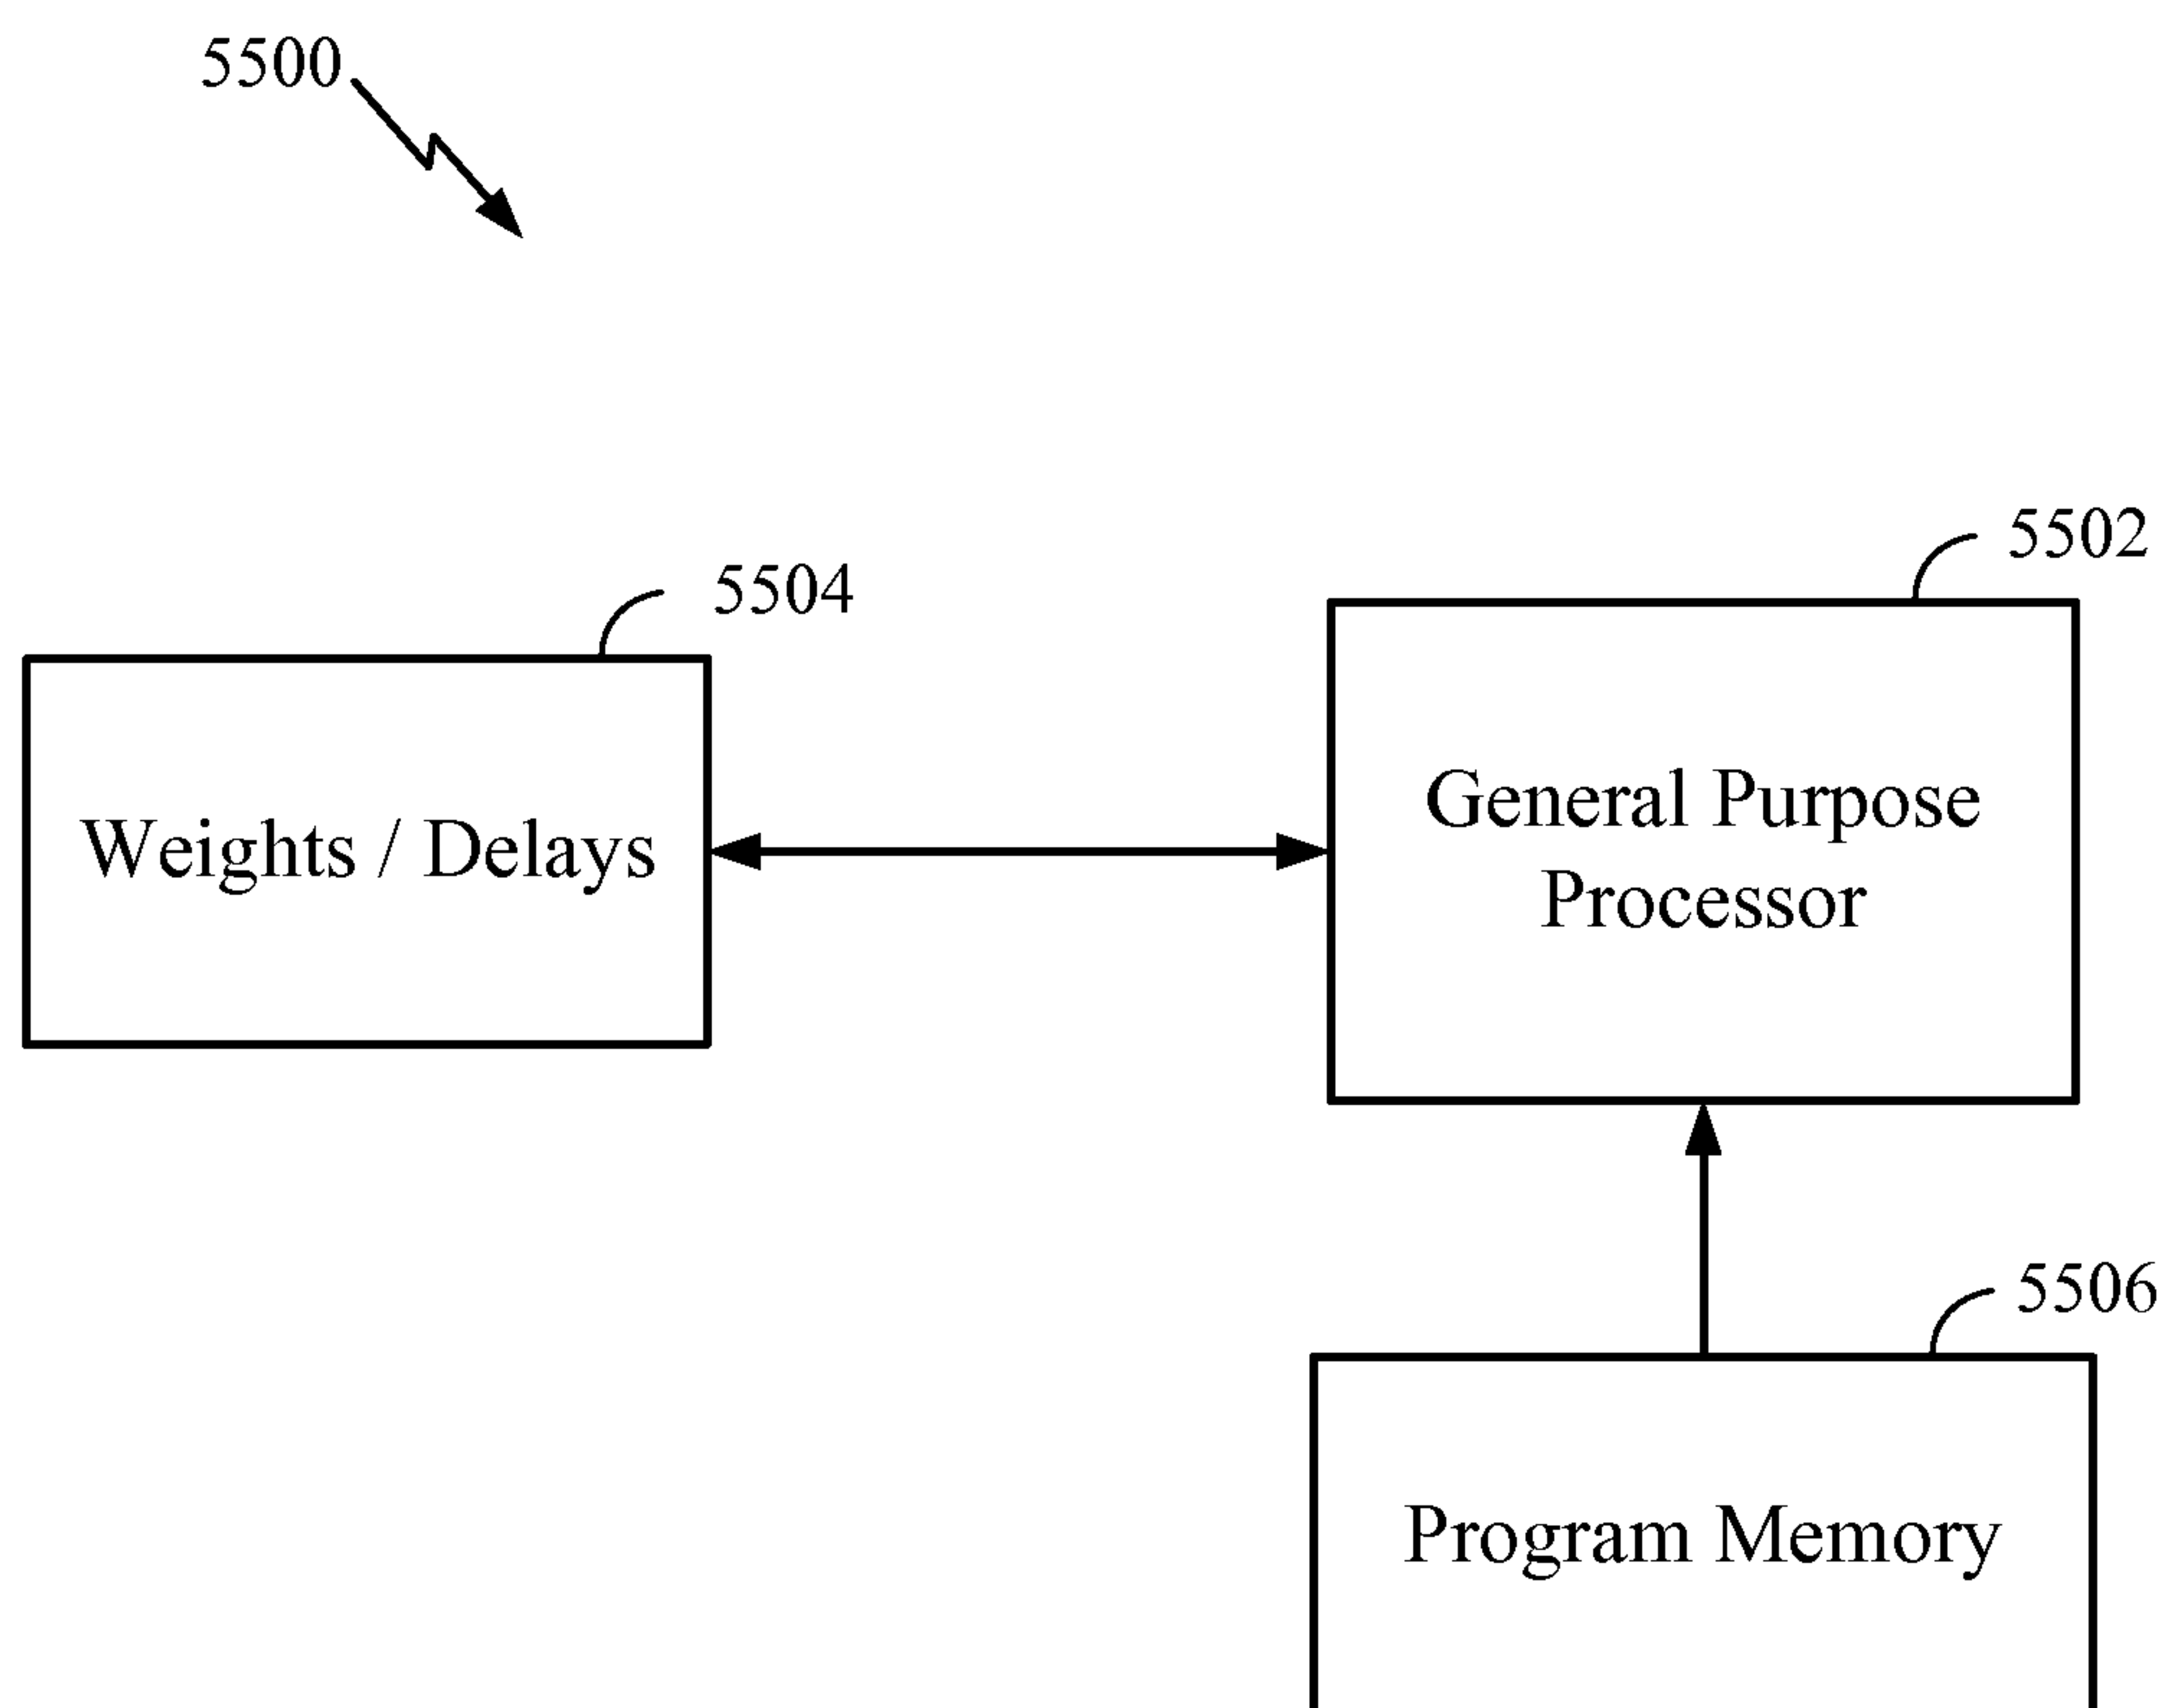 5500
5502
5504
General Purpose
Processor
Weights / Delays
5506
Program Memory